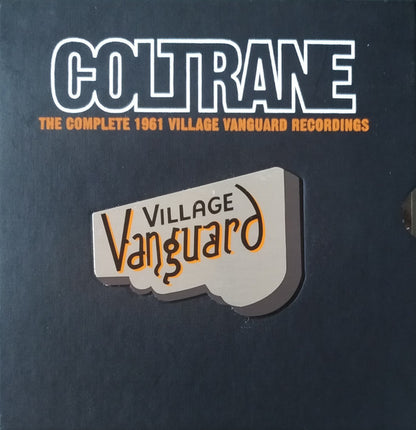 COLTRANE
THE COMPLETE 1961 VILLAGE VANGUARD RECORDINGS
VILLAGE
Vanguard